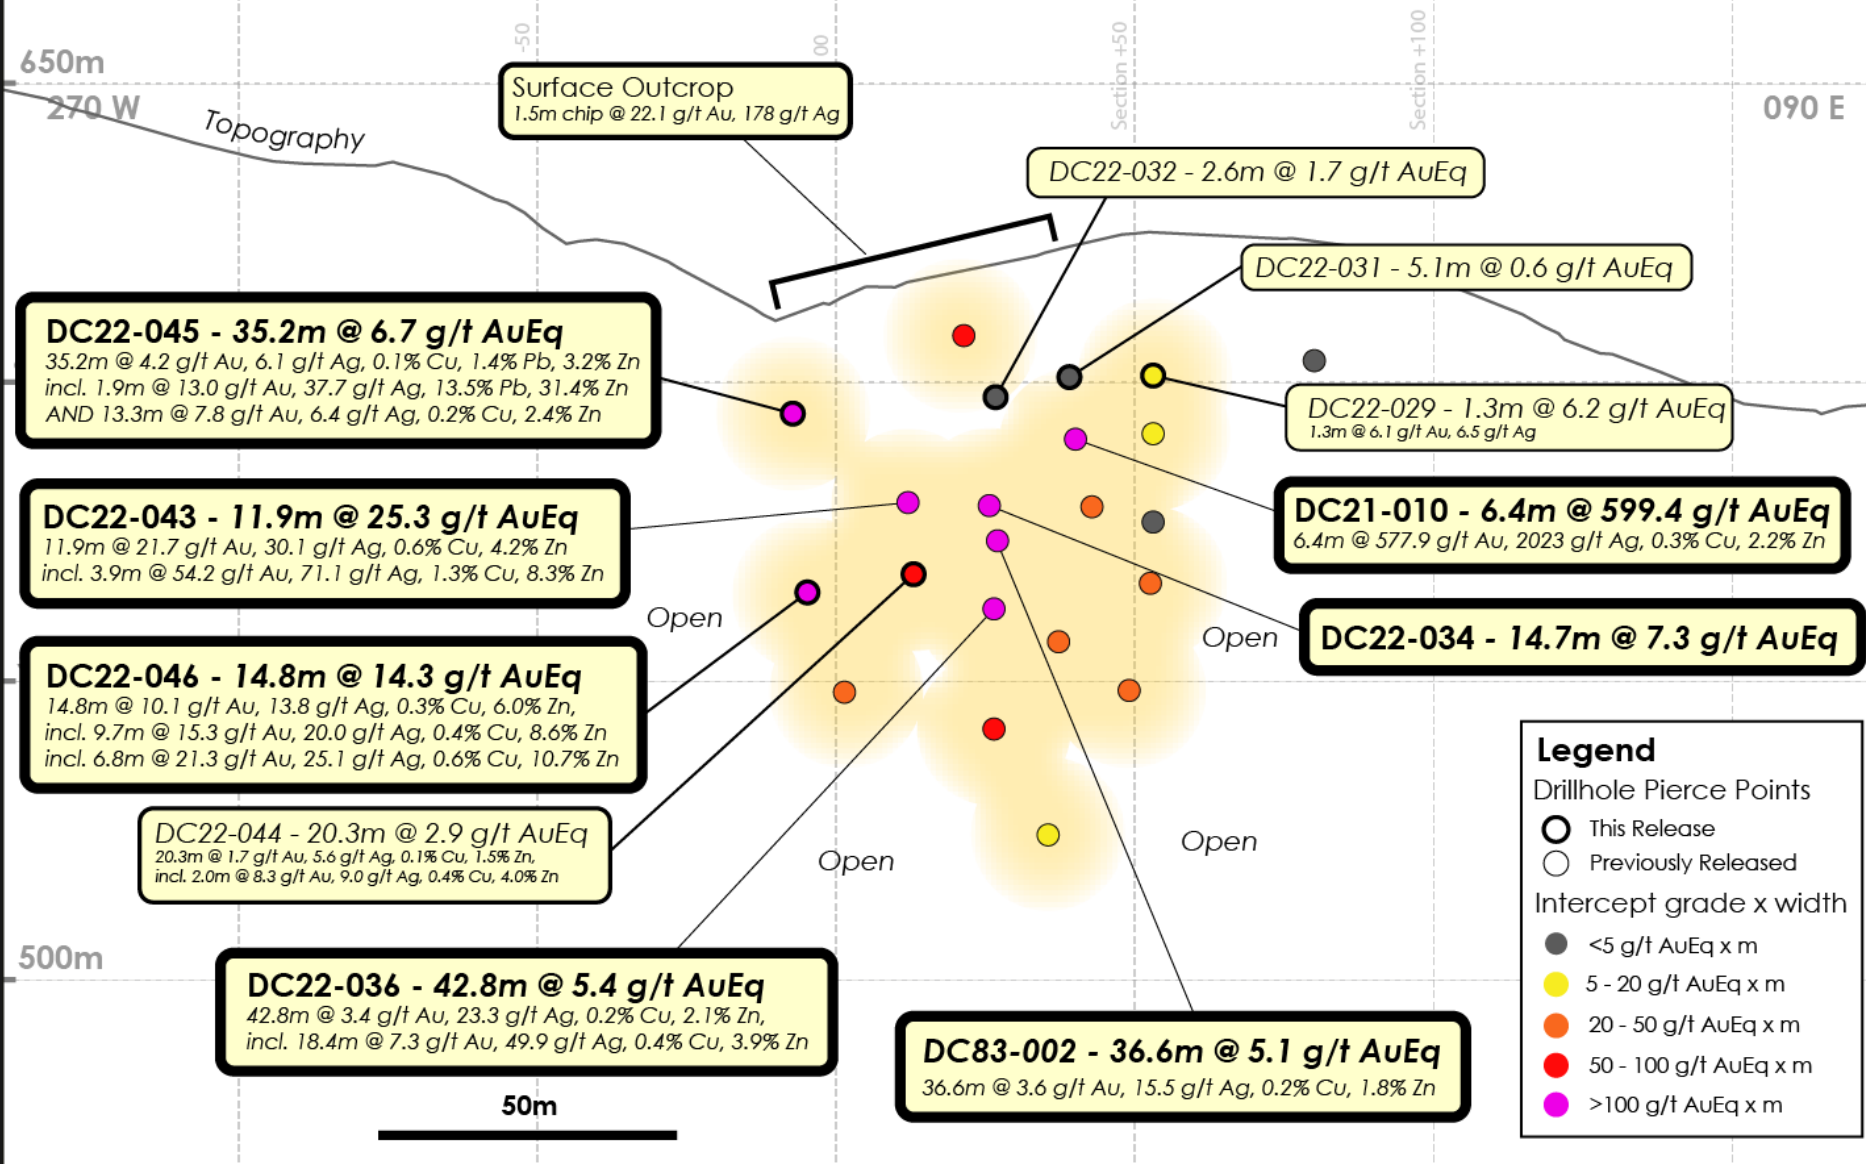 650m
270 W
-50
00
Section +50
Section +100
090 E
Topography
Surface Outcrop
1.5m chip @ 22.1 g/t Au, 178 g/t Ag
DC22-032 - 2.6m @ 1.7 g/t AuEq
DC22-031 - 5.1m @ 0.6 g/t AuEq
DC22-045 - 35.2m @ 6.7 g/t AuEq
35.2m @ 4.2 g/t Au, 6.1 g/t Ag, 0.1% Cu, 1.4% Pb, 3.2% Zn
incl. 1.9m @ 13.0 g/t Au, 37.7 g/t Ag, 13.5% Pb, 31.4% Zn
AND 13.3m @ 7.8 g/t Au, 6.4 g/t Ag, 0.2% Cu, 2.4% Zn
DC22-029 - 1.3m @ 6.2 g/t AuEq
1.3m @ 6.1 g/t Au, 6.5 g/t Ag
DC22-043 - 11.9m @ 25.3 g/t AuEq
11.9m @ 21.7 g/t Au, 30.1 g/t Ag, 0.6% Cu, 4.2% Zn
incl. 3.9m @ 54.2 g/t Au, 71.1 g/t Ag, 1.3% Cu, 8.3% Zn
DC21-010 - 6.4m @ 599.4 g/t AuEq
6.4m @ 577.9 g/t Au, 2023 g/t Ag, 0.3% Cu, 2.2% Zn
Open
Open
DC22-034 - 14.7m @ 7.3 g/t AuEq
DC22-046 - 14.8m @ 14.3 g/t AuEq
14.8m @ 10.1 g/t Au, 13.8 g/t Ag, 0.3% Cu, 6.0% Zn,
incl. 9.7m @ 15.3 g/t Au, 20.0 g/t Ag, 0.4% Cu, 8.6% Zn
incl. 6.8m @ 21.3 g/t Au, 25.1 g/t Ag, 0.6% Cu, 10.7% Zn
DC22-044 - 20.3m @ 2.9 g/t AuEq
20.3m @ 1.7 g/t Au, 5.6 g/t Ag, 0.1% Cu, 1.5% Zn,
incl. 2.0m @ 8.3 g/t Au, 9.0 g/t Ag, 0.4% Cu, 4.0% Zn
Open
Open
500m
DC22-036 - 42.8m @ 5.4 g/t AuEq
42.8m @ 3.4 g/t Au, 23.3 g/t Ag, 0.2% Cu, 2.1% Zn,
incl. 18.4m @ 7.3 g/t Au, 49.9 g/t Ag, 0.4% Cu, 3.9% Zn
DC83-002 - 36.6m @ 5.1 g/t AuEq
36.6m @ 3.6 g/t Au, 15.5 g/t Ag, 0.2% Cu, 1.8% Zn
50m
Legend
Drillhole Pierce Points
This Release
Previously Released
Intercept grade x width
<5 g/t AuEq x m
5 - 20 g/t AuEq x m
20 - 50 g/t AuEq x m
50 - 100 g/t AuEq x m
>100 g/t AuEq x m